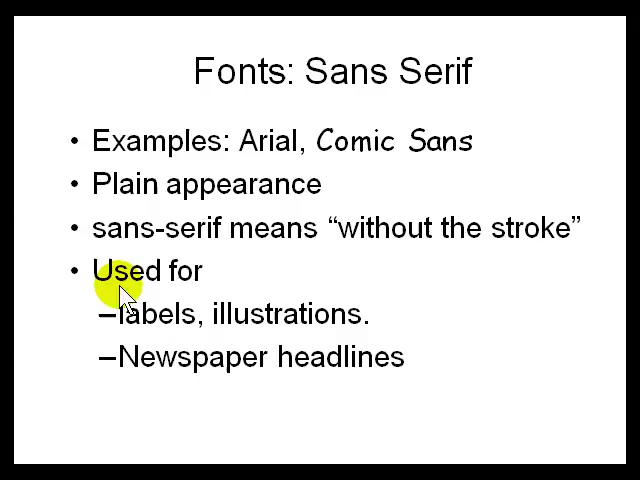 Fonts: Sans Serif
• Examples: Arial, Comic Sans
• Plain appearance
• sans-serif means “without the stroke”
• Used for
–labels, illustrations.
–Newspaper headlines